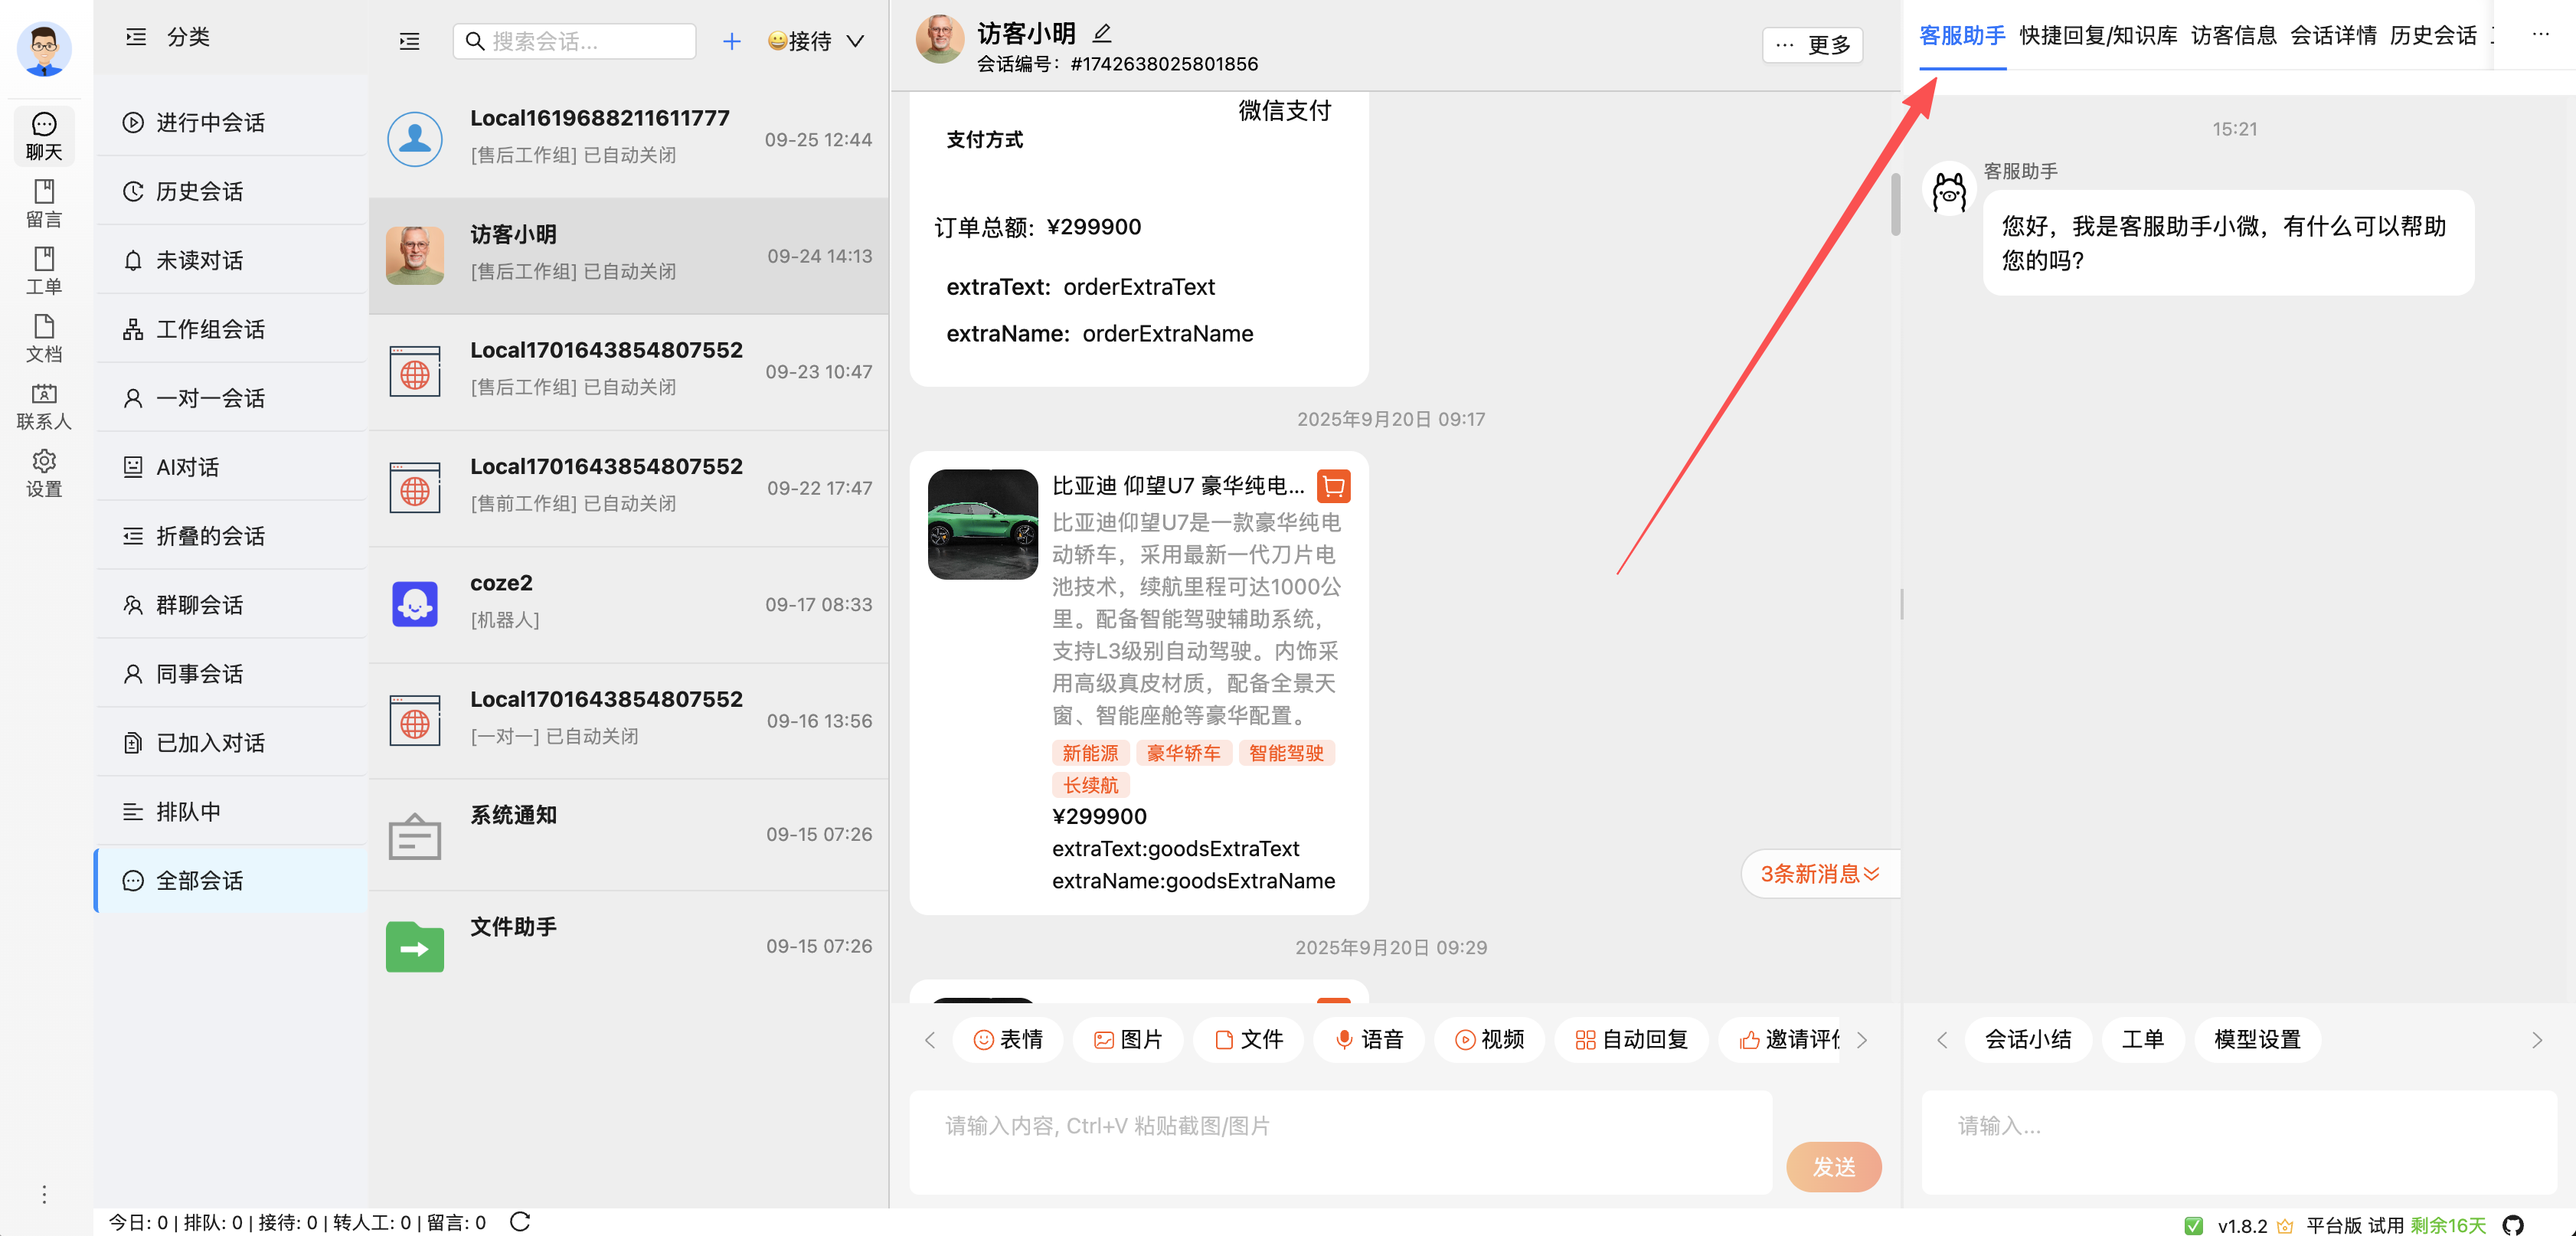 聊天
留言
工单
文档
联系人
设置
分类
进行中会话
历史会话
未读对话
工作组会话
一对一会话
AI对话
折叠的会话
群聊会话
同事会话
已加入对话
排队中
全部会话
搜索会话...
😀接待
Local1619688211611777
09-25 12:44
[售后工作组] 已自动关闭
访客小明
09-24 14:13
[售后工作组] 已自动关闭
Local1701643854807552
09-23 10:47
[售后工作组] 已自动关闭
Local1701643854807552
09-22 17:47
[售前工作组] 已自动关闭
coze2
09-17 08:33
[机器人]
Local1701643854807552
09-16 13:56
[一对一] 已自动关闭
系统通知
09-15 07:26
文件助手
09-15 07:26
访客小明
会话编号：#1742638025801856
··· 更多
微信支付
支付方式
订单总额: ¥299900
extraText: orderExtraText
extraName: orderExtraName
2025年9月20日 09:17
比亚迪 仰望U7 豪华纯电...
比亚迪仰望U7是一款豪华纯电
动轿车，采用最新一代刀片电
池技术，续航里程可达1000公
里。配备智能驾驶辅助系统，
支持L3级别自动驾驶。内饰采
用高级真皮材质，配备全景天
窗、智能座舱等豪华配置。
新能源 豪华轿车 智能驾驶
长续航
¥299900
extraText:goodsExtraText
extraName:goodsExtraName
3条新消息
2025年9月20日 09:29
表情 图片 文件 语音 视频 自动回复 邀请评
请输入内容, Ctrl+V 粘贴截图/图片
发送
客服助手 快捷回复/知识库 访客信息 会话详情 历史会话
15:21
客服助手
您好，我是客服助手小微，有什么可以帮助
您的吗?
会话小结 工单 模型设置
请输入...
今日: 0 | 排队: 0 | 接待: 0 | 转人工: 0 | 留言: 0
✅ v1.8.2 平台版 试用 剩余16天